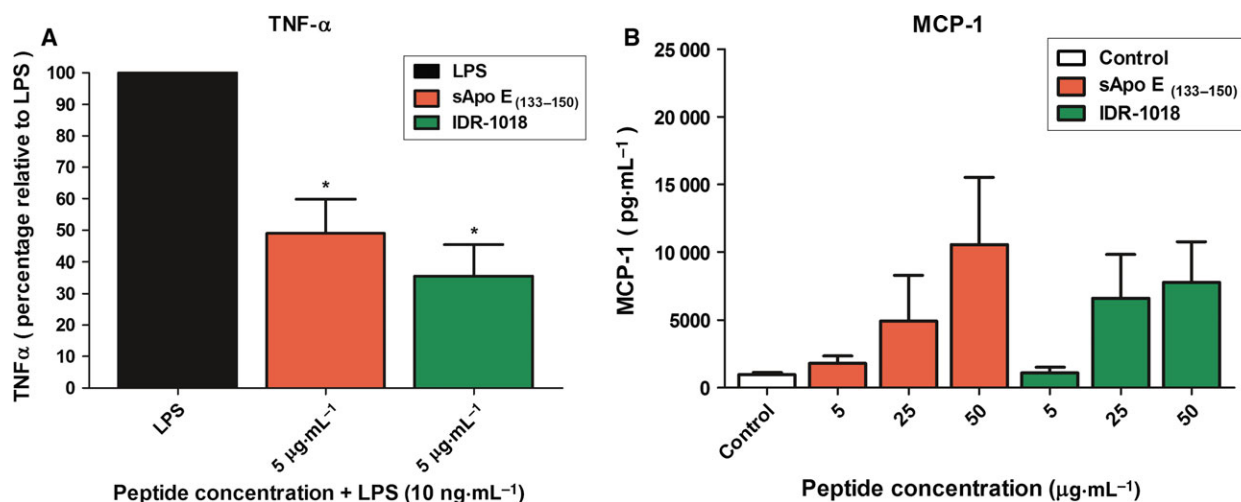 A
TNF-α
TNFα ( percentage relative to LPS)
100
90
80
70
60
50
40
30
20
10
0
LPS
sApo E (133–150)
IDR-1018
*
*
LPS
5 μg·mL⁻¹
5 μg·mL⁻¹
Peptide concentration + LPS (10 ng·mL⁻¹)
B
MCP-1
MCP-1 ( pg·mL⁻¹)
25 000
20 000
15 000
10 000
5000
0
Control
sApo E (133–150)
IDR-1018
Control
5
25
50
5
25
50
Peptide concentration (μg·mL⁻¹)